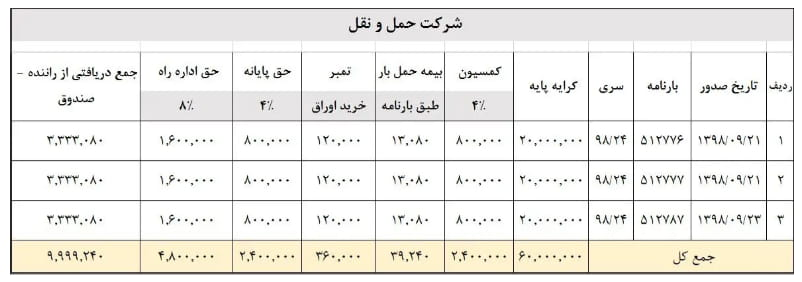 شرکت حمل و نقل
ردیف تاریخ صدور بارنامه سری کرایه پایه کمسیون بیمه حمل بار تمبر حق پایانه حق اداره راه جمع دریافتی از راننده - صندوق
۴٪ طبق بارنامه خرید اوراق ۴٪ ۸٪
۱ ۱۳۹۸/۰۹/۲۱ ۵۱۲۷۷۶ ۹۸/۲۴ ۲۰,۰۰۰,۰۰۰ ۸۰۰,۰۰۰ ۱۳,۰۸۰ ۱۲۰,۰۰۰ ۸۰۰,۰۰۰ ۱,۶۰۰,۰۰۰ ۳,۳۳۳,۰۸۰
۲ ۱۳۹۸/۰۹/۲۱ ۵۱۲۷۷۷ ۹۸/۲۴ ۲۰,۰۰۰,۰۰۰ ۸۰۰,۰۰۰ ۱۳,۰۸۰ ۱۲۰,۰۰۰ ۸۰۰,۰۰۰ ۱,۶۰۰,۰۰۰ ۳,۳۳۳,۰۸۰
۳ ۱۳۹۸/۰۹/۲۳ ۵۱۲۷۸۷ ۹۸/۲۴ ۲۰,۰۰۰,۰۰۰ ۸۰۰,۰۰۰ ۱۳,۰۸۰ ۱۲۰,۰۰۰ ۸۰۰,۰۰۰ ۱,۶۰۰,۰۰۰ ۳,۳۳۳,۰۸۰
جمع کل ۶۰,۰۰۰,۰۰۰ ۲,۴۰۰,۰۰۰ ۳۹,۲۴۰ ۳۶۰,۰۰۰ ۲,۴۰۰,۰۰۰ ۴,۸۰۰,۰۰۰ ۹,۹۹۹,۲۴۰